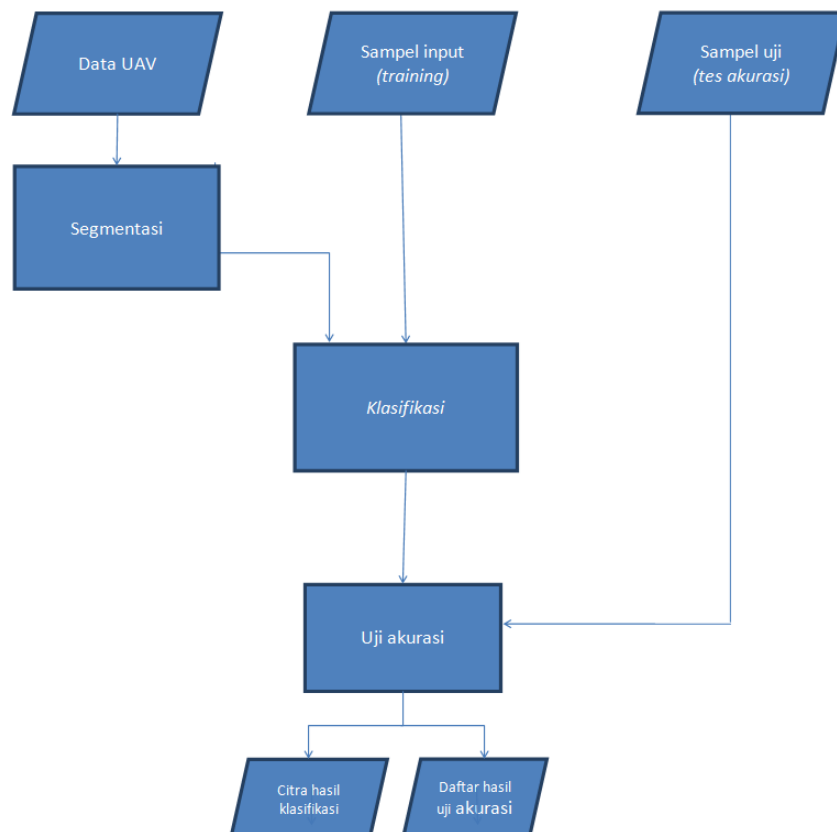 Data UAV
Sampel input
(training)
Sampel uji
(tes akurasi)
Segmentasi
Klasifikasi
Uji akurasi
Citra hasil
klasifikasi
Daftar hasil
uji akurasi